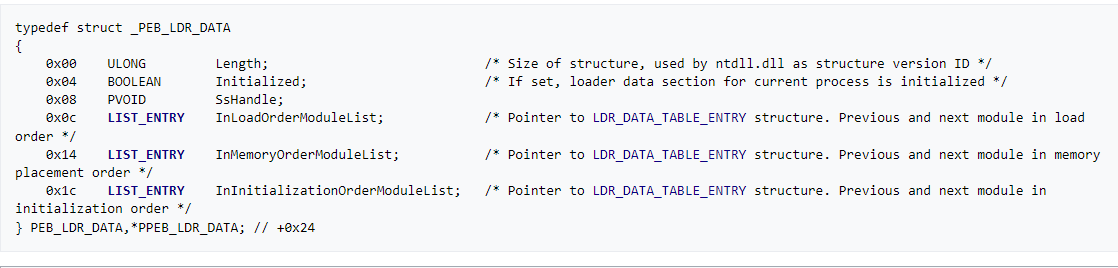 typedef struct _PEB_LDR_DATA
{
    0x00    ULONG         Length;                            /* Size of structure, used by ntdll.dll as structure version ID */
    0x04    BOOLEAN       Initialized;                       /* If set, loader data section for current process is initialized */
    0x08    PVOID         SsHandle;
    0x0c    LIST_ENTRY    InLoadOrderModuleList;             /* Pointer to LDR_DATA_TABLE_ENTRY structure. Previous and next module in load
order */
    0x14    LIST_ENTRY    InMemoryOrderModuleList;           /* Pointer to LDR_DATA_TABLE_ENTRY structure. Previous and next module in memory
placement order */
    0x1c    LIST_ENTRY    InInitializationOrderModuleList;   /* Pointer to LDR_DATA_TABLE_ENTRY structure. Previous and next module in
initialization order */
} PEB_LDR_DATA,*PPEB_LDR_DATA; // +0x24